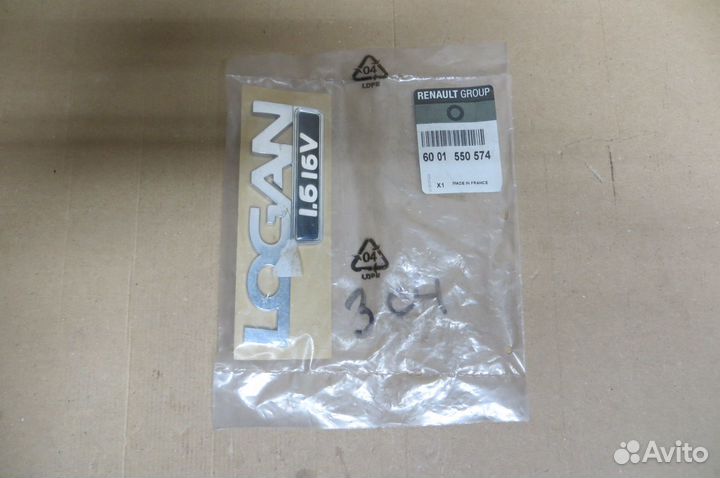 04
LDPE
RENAULT GROUP
60 01 550 574
X1 MADE IN FRANCE
LOGAN
1.6 16V
04
LDPE
3 04
Avito